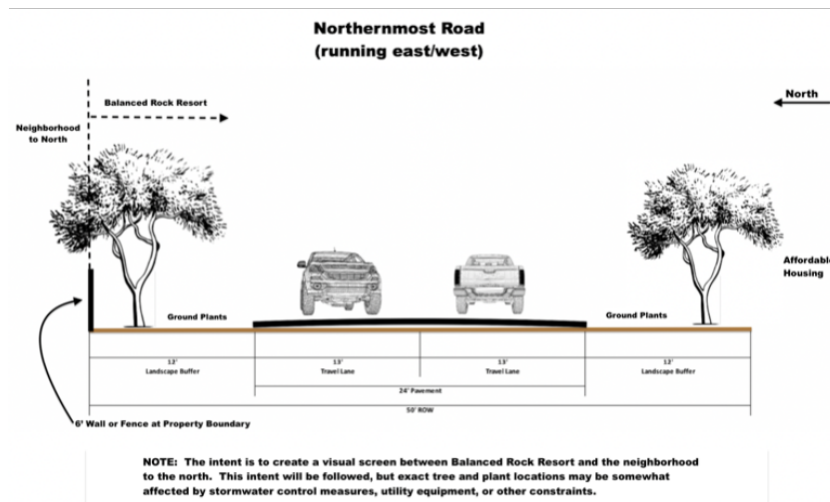 Northernmost Road
(running east/west)
North
Balanced Rock Resort
Neighborhood
to North
Affordable
Housing
Ground Plants
Ground Plants
12'
Landscape Buffer
13'
Travel Lane
13'
Travel Lane
12'
Landscape Buffer
24' Pavement
50' ROW
6' Wall or Fence at Property Boundary
NOTE: The intent is to create a visual screen between Balanced Rock Resort and the neighborhood
to the north. This intent will be followed, but exact tree and plant locations may be somewhat
affected by stormwater control measures, utility equipment, or other constraints.